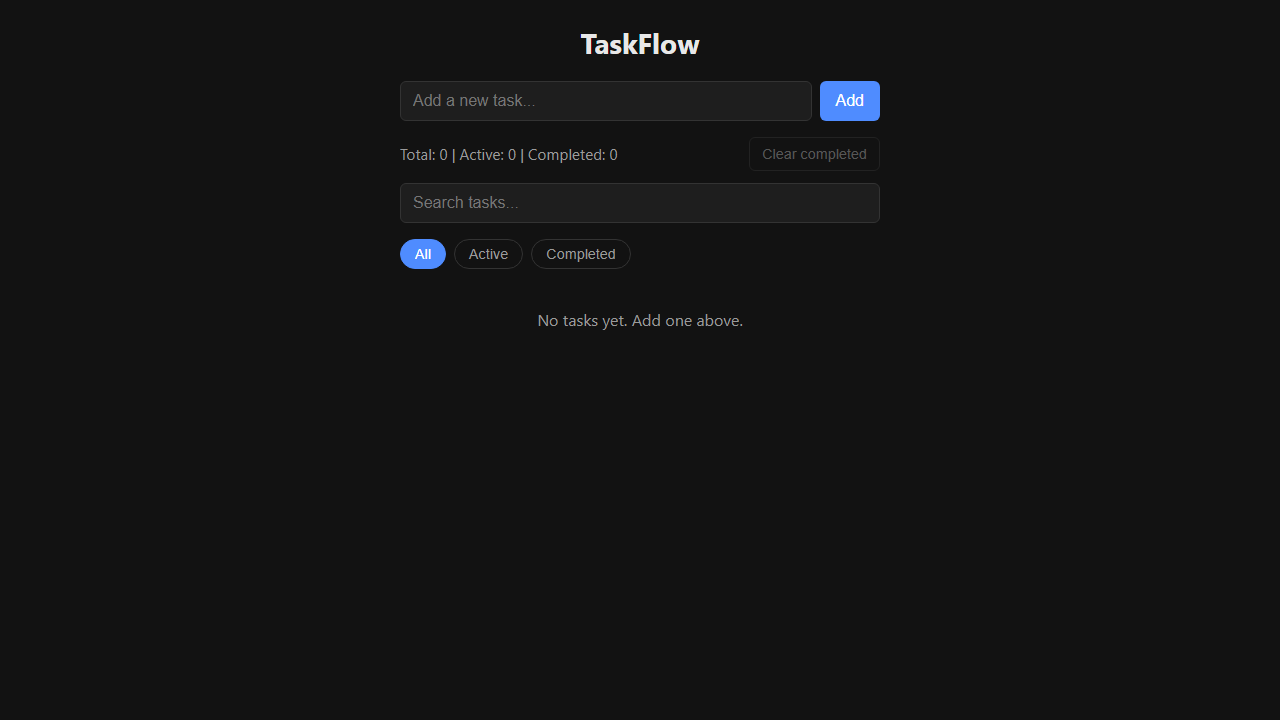 TaskFlow
Add a new task...
Add
Total: 0 | Active: 0 | Completed: 0
Clear completed
Search tasks...
All
Active
Completed
No tasks yet. Add one above.